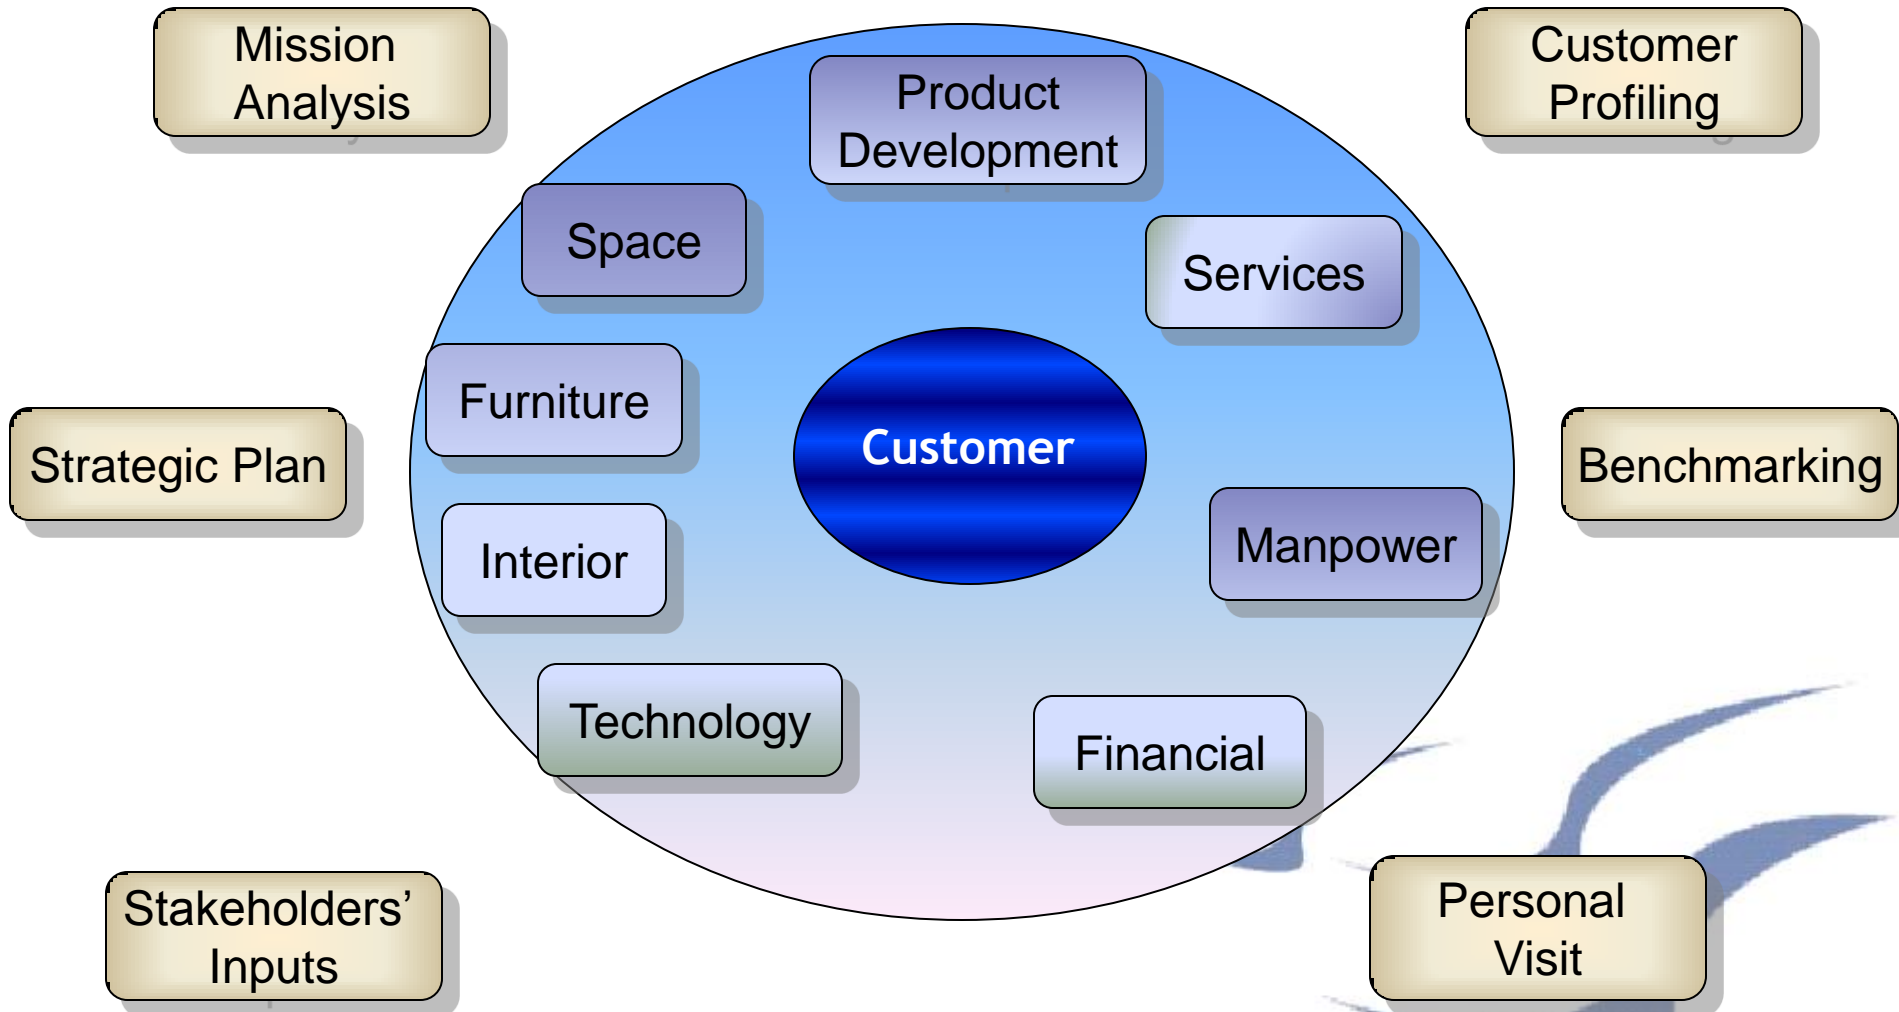 Mission
Analysis
Customer
Profiling
Product
Development
Space
Services
Furniture
Customer
Strategic Plan
Benchmarking
Interior
Manpower
Technology
Financial
Stakeholders’
Inputs
Personal
Visit